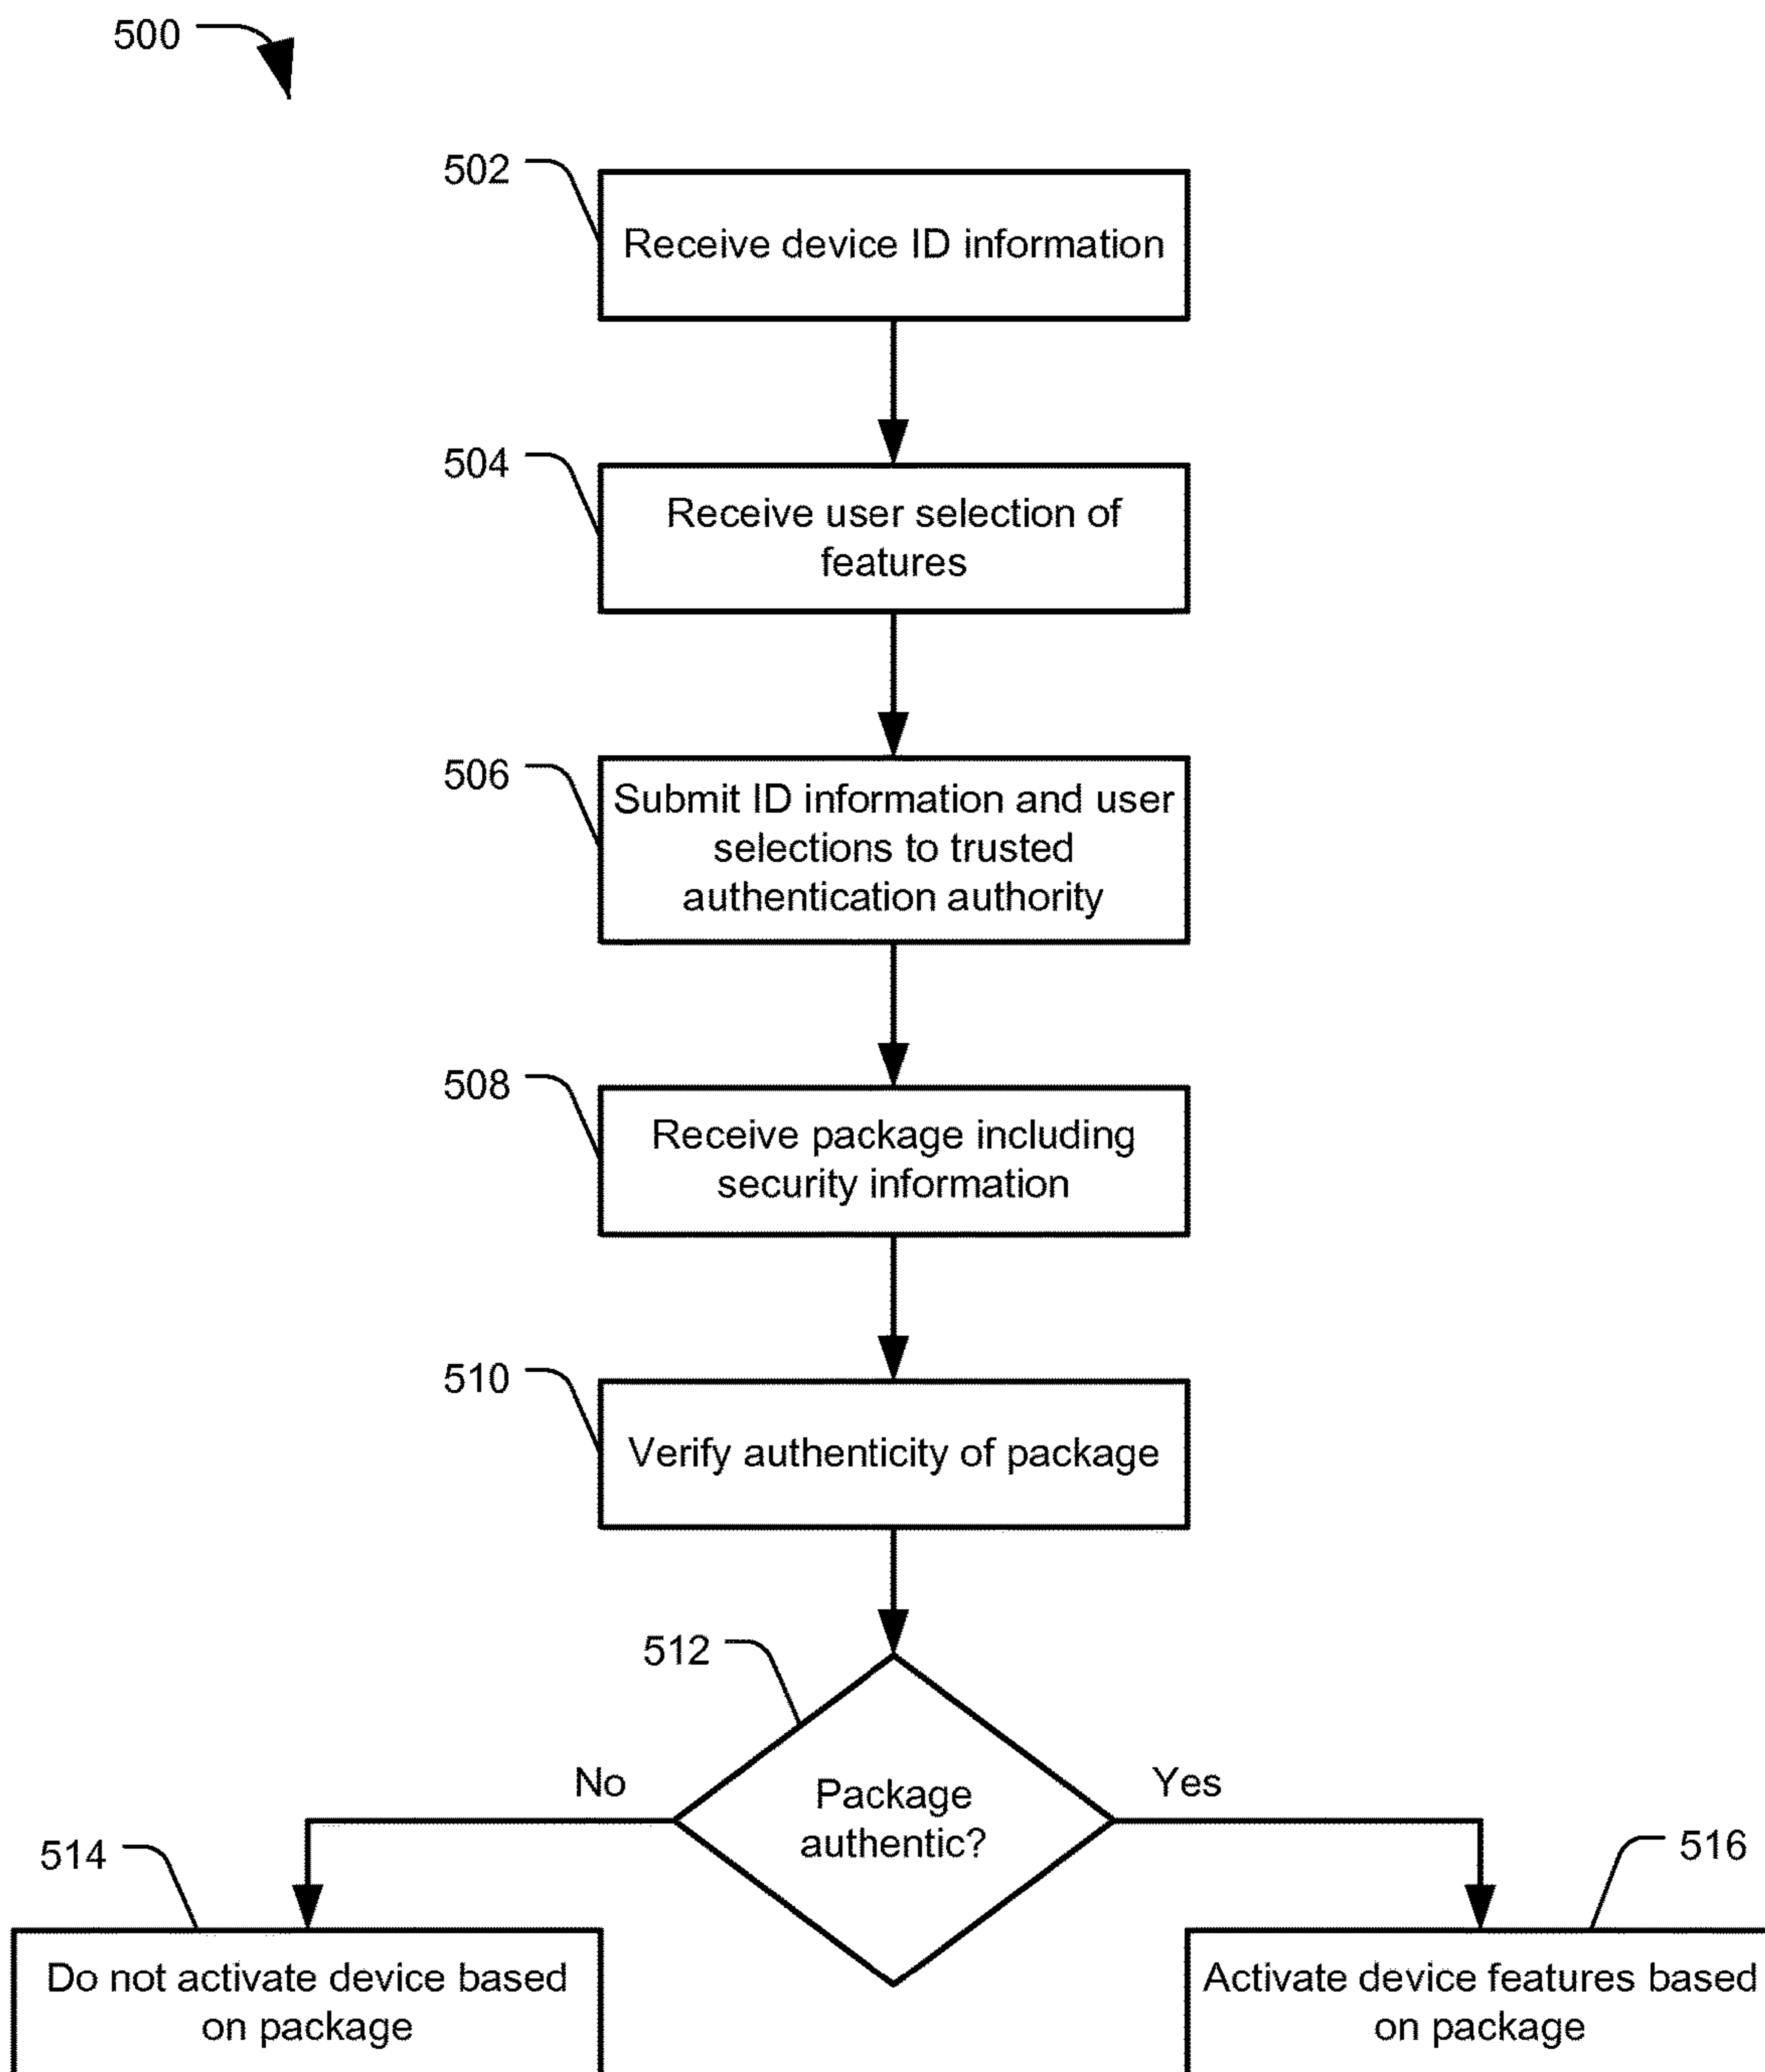 500
502
Receive device ID information
504
Receive user selection of
features
506
Submit ID information and user
selections to trusted
authentication authority
508
Receive package including
security information
510
Verify authenticity of package
512
Package
authentic?
No
Yes
514
Do not activate device based
on package
516
Activate device features based
on package